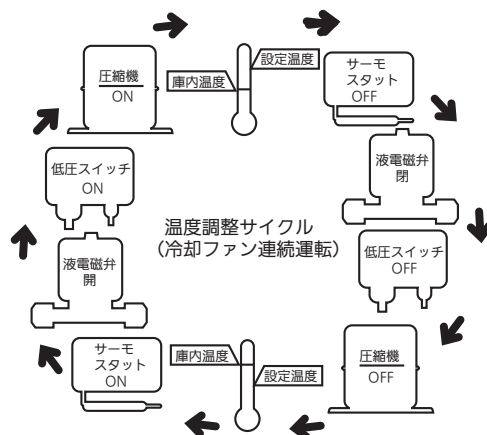 圧縮機
ON
庫内温度
設定温度
サーモ
スタット
OFF
液電磁弁
閉
低圧スイッチ
OFF
圧縮機
OFF
庫内温度
設定温度
サーモ
スタット
ON
液電磁弁
開
低圧スイッチ
ON
温度調整サイクル
（冷却ファン連続運転）